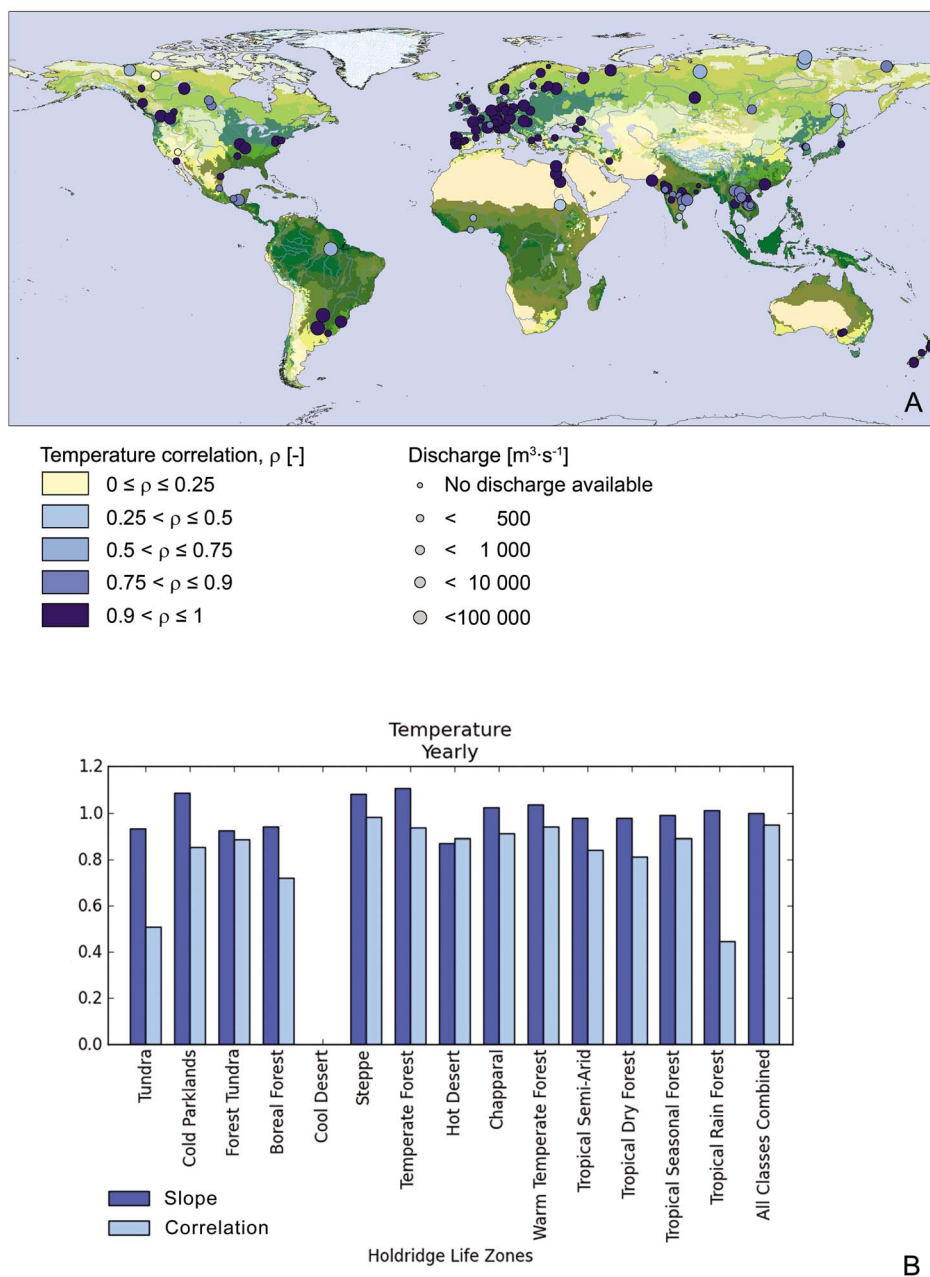 A
Temperature correlation, ρ [-]
0 ≤ ρ ≤ 0.25
0.25 < ρ ≤ 0.5
0.5 < ρ ≤ 0.75
0.75 < ρ ≤ 0.9
0.9 < ρ ≤ 1
Discharge [m³·s⁻¹]
No discharge available
< 500
< 1 000
< 10 000
<100 000
Temperature
Yearly
1.2
1.0
0.8
0.6
0.4
0.2
0.0
Tundra
Cold Parklands
Forest Tundra
Boreal Forest
Cool Desert
Steppe
Temperate Forest
Hot Desert
Chapparal
Warm Temperate Forest
Tropical Semi-Arid
Tropical Dry Forest
Tropical Seasonal Forest
Tropical Rain Forest
All Classes Combined
Slope
Correlation
Holdridge Life Zones
B